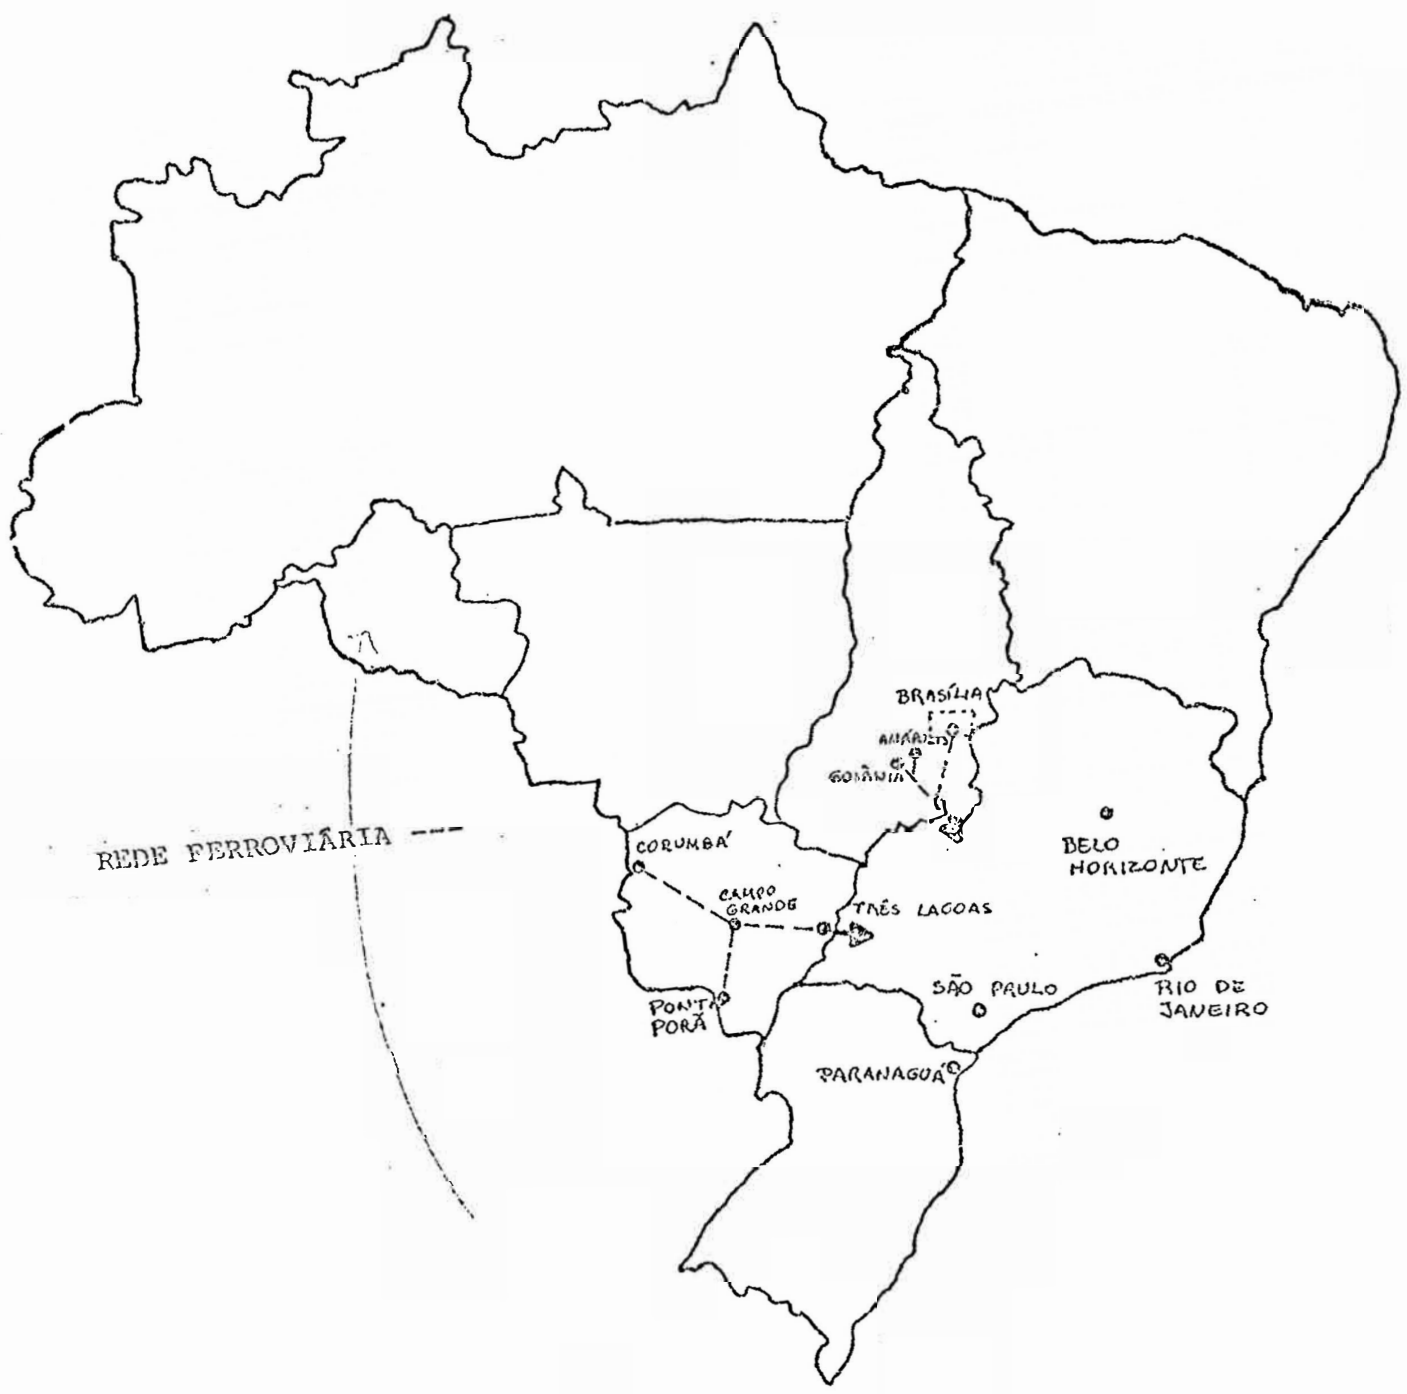 BRASÍLIA
GOIÂNIA
REDE FERROVIÁRIA ---
CORUMBÁ
BELO
HORIZONTE
CAMPO
GRANDE
TRÊS LAGOAS
SÃO PAULO
RIO DE
JANEIRO
PONTA
PORÃ
PARANAGUÁ